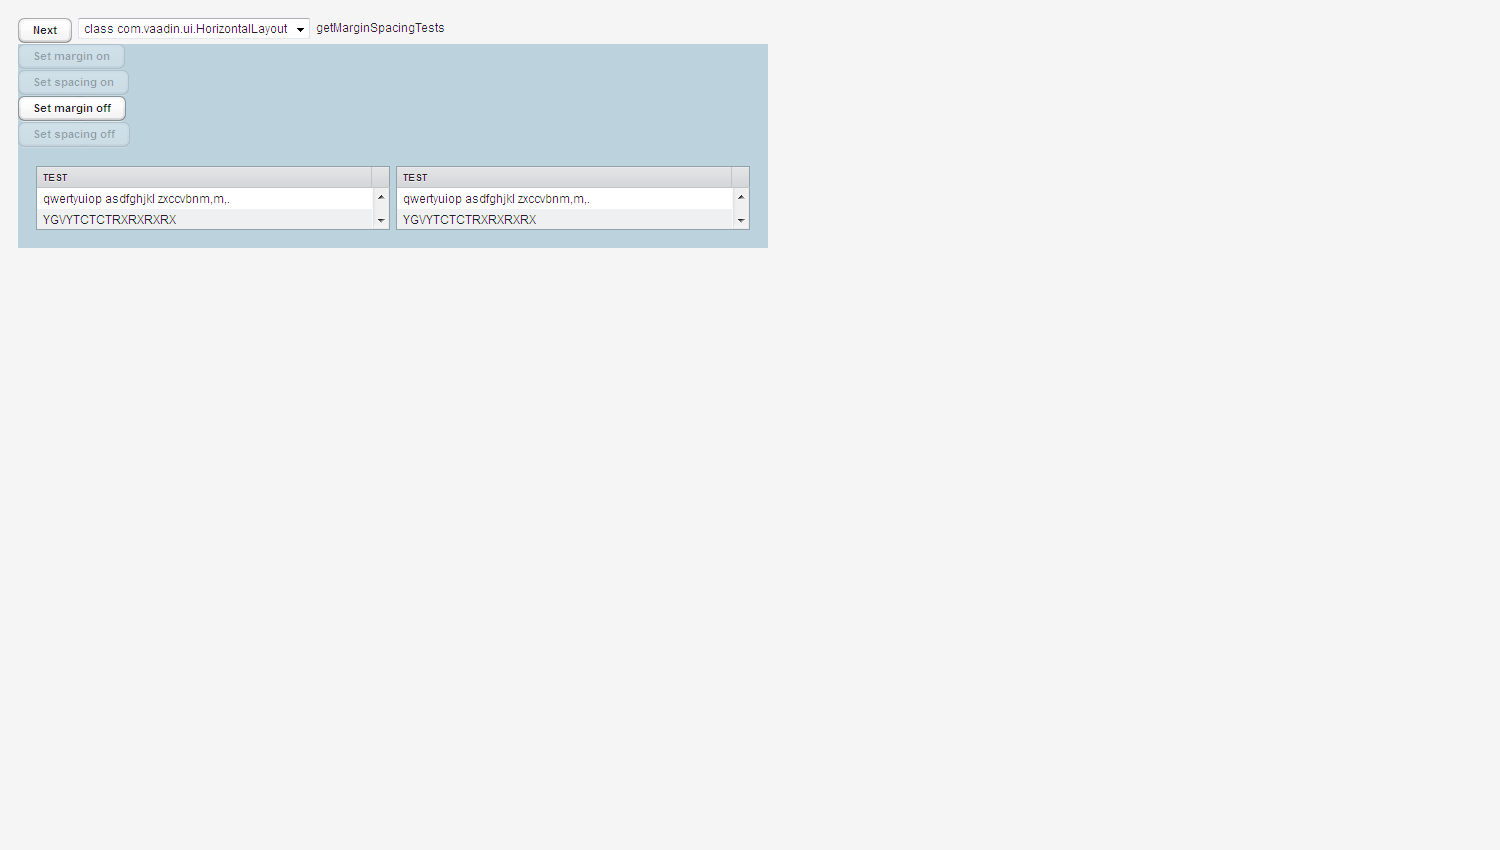 Next class com.vaadin.ui.HorizontalLayout getMarginSpacingTests
Set margin on
Set spacing on
Set margin off
Set spacing off
TEST TEST
qwertyuiop asdfghjkl zxccvbnm,m,. qwertyuiop asdfghjkl zxccvbnm,m,.
YGVYTCTCTRXRXRXRX YGVYTCTCTRXRXRXRX